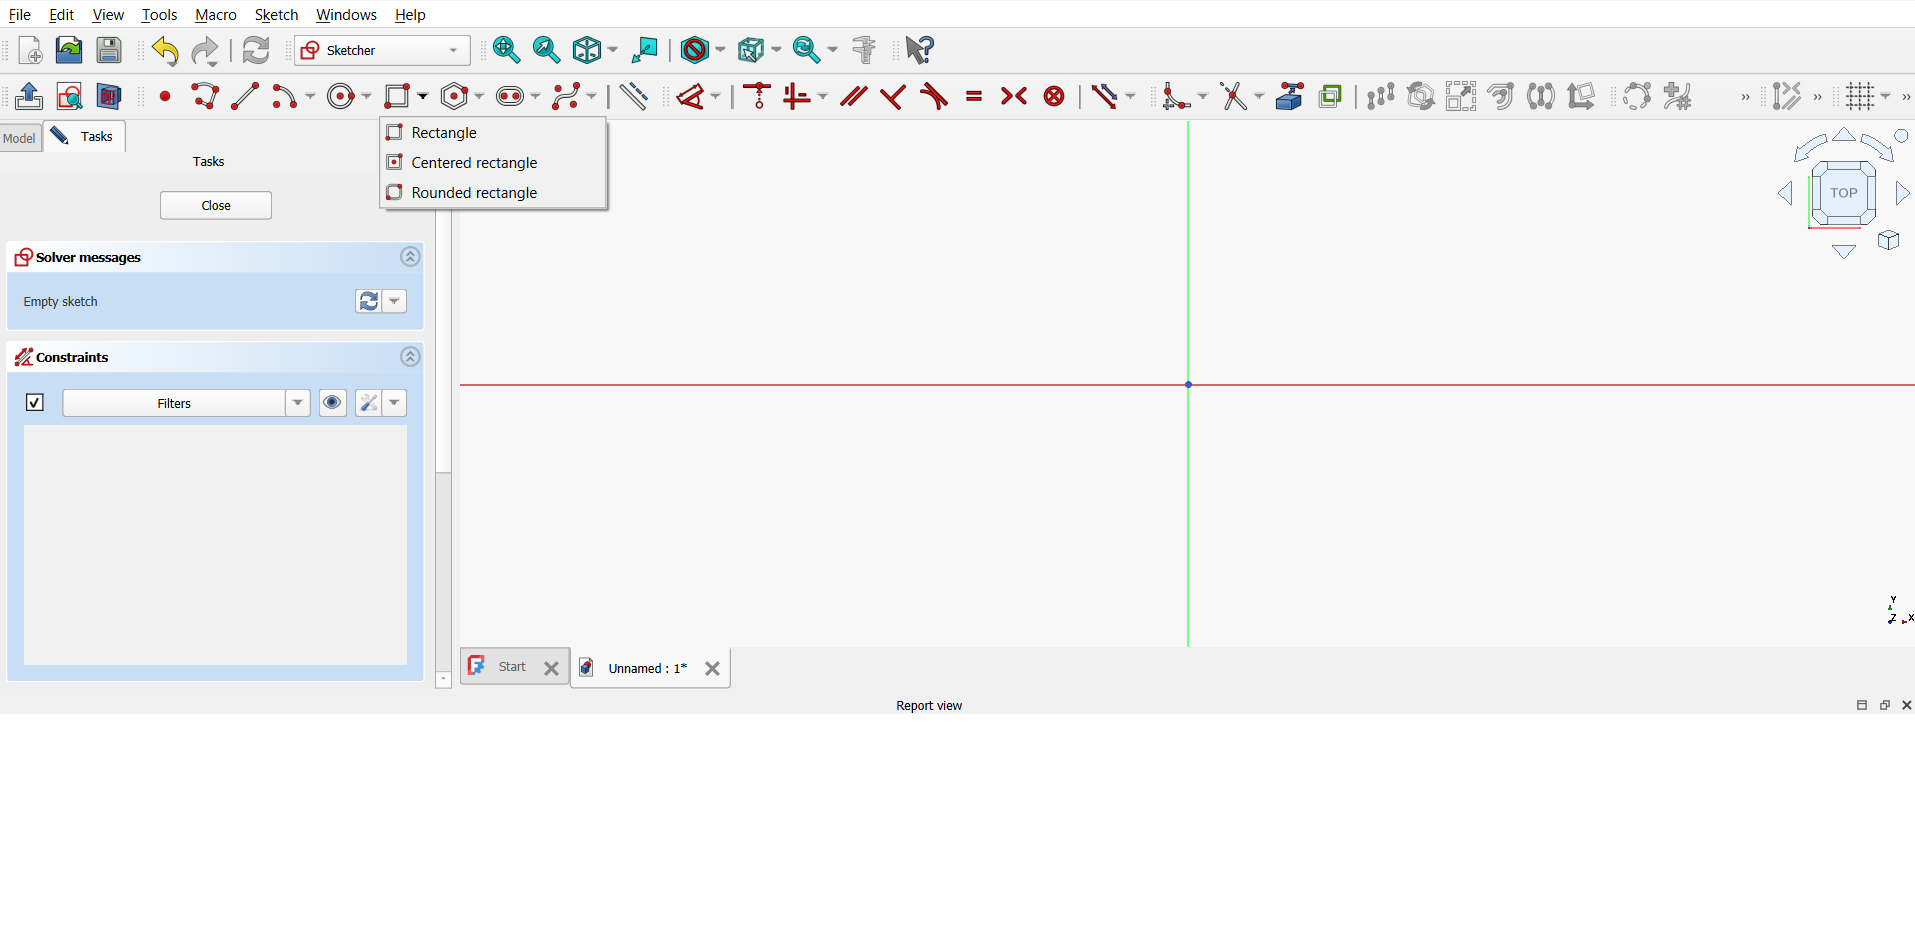 File Edit View Tools Macro Sketch Windows Help
Sketcher
Model Tasks
Tasks
Rectangle
Centered rectangle
Rounded rectangle
Close
TOP
Solver messages
Empty sketch
Constraints
Filters
Y
Z X
Start Unnamed : 1*
Report view